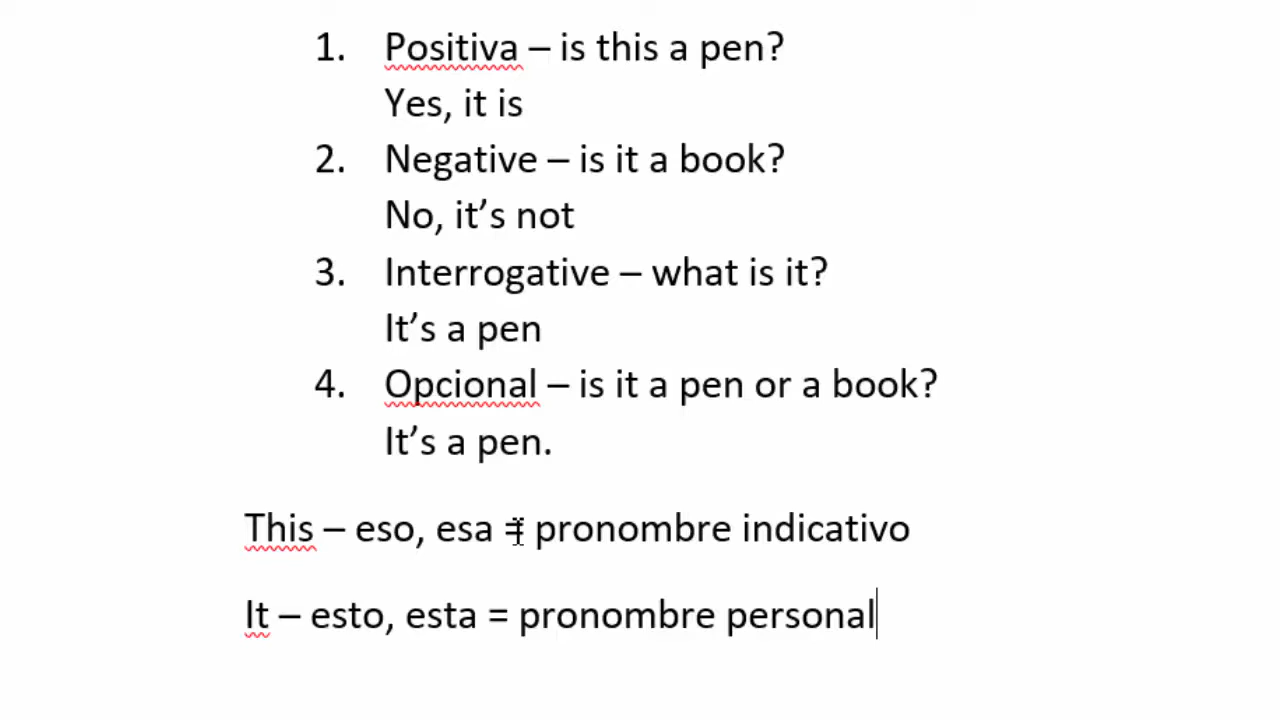 1. Positiva – is this a pen?
Yes, it is
2. Negative – is it a book?
No, it’s not
3. Interrogative – what is it?
It’s a pen
4. Opcional – is it a pen or a book?
It’s a pen.
This – eso, esa = pronombre indicativo
It – esto, esta = pronombre personal